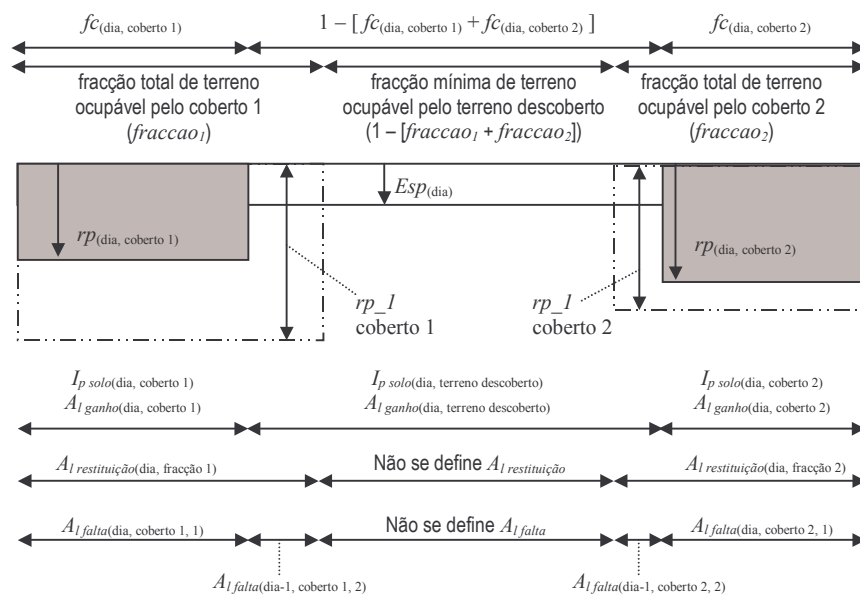 fc(dia, coberto 1)
1 – [ fc(dia, coberto 1) + fc(dia, coberto 2) ]
fc(dia, coberto 2)
fracção total de terreno
ocupável pelo coberto 1
(fraccao1)
fracção mínima de terreno
ocupável pelo terreno descoberto
(1 – [fraccao1 + fraccao2])
fracção total de terreno
ocupável pelo coberto 2
(fraccao2)
Esp(dia)
rp(dia, coberto 1)
rp(dia, coberto 2)
rp_1
coberto 1
rp_1
coberto 2
Ip solo(dia, coberto 1)
Al ganho(dia, coberto 1)
Ip solo(dia, terreno descoberto)
Al ganho(dia, terreno descoberto)
Ip solo(dia, coberto 2)
Al ganho(dia, coberto 2)
Al restituição(dia, fracção 1)
Não se define Al restituição
Al restituição(dia, fracção 2)
Al falta(dia, coberto 1, 1)
Não se define Al falta
Al falta(dia, coberto 2, 1)
Al falta(dia-1, coberto 1, 2)
Al falta(dia-1, coberto 2, 2)